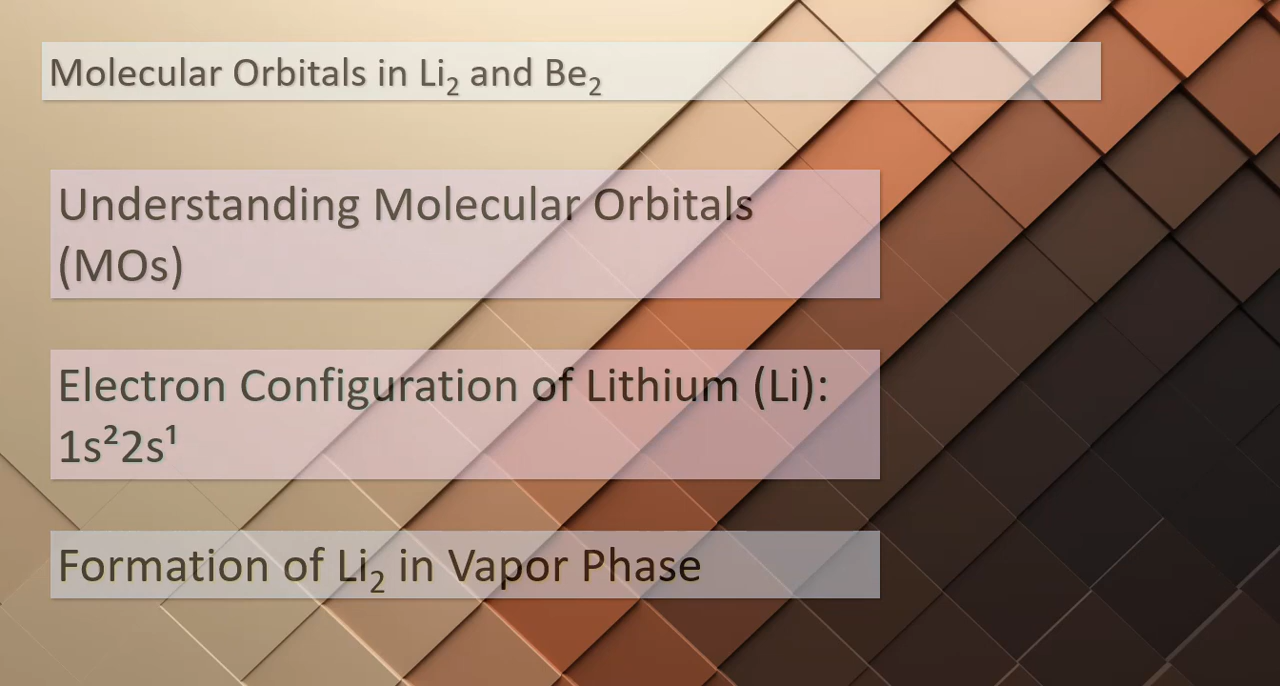 Molecular Orbitals in Li₂ and Be₂
Understanding Molecular Orbitals
(MOs)
Electron Configuration of Lithium (Li):
1s²2s¹
Formation of Li₂ in Vapor Phase